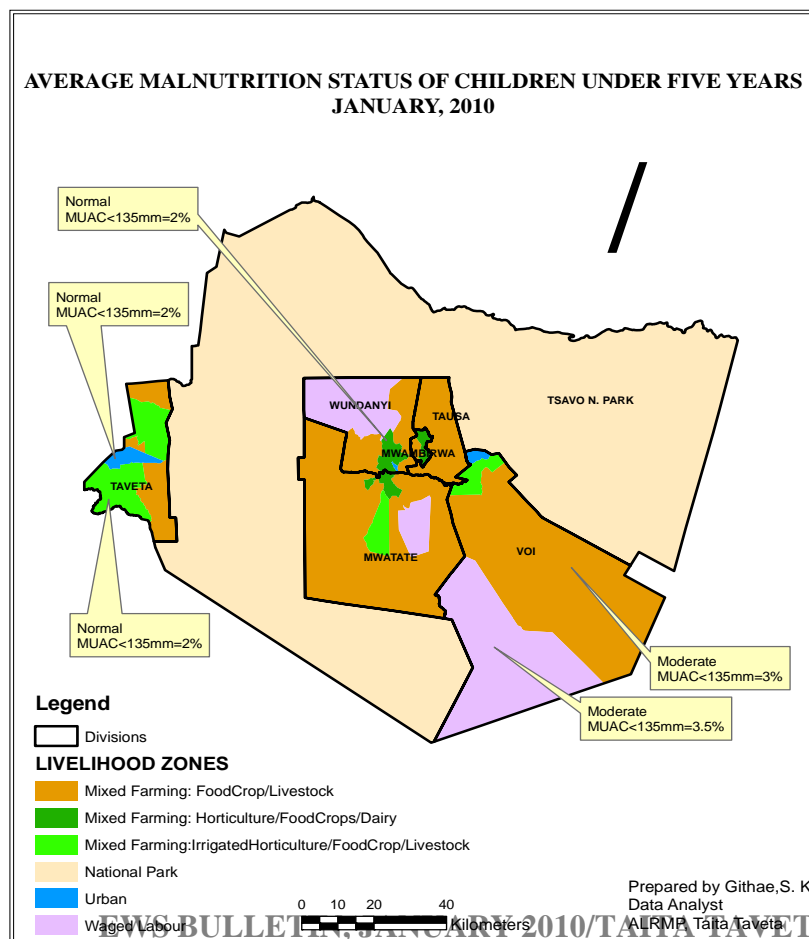 AVERAGE MALNUTRITION STATUS OF CHILDREN UNDER FIVE YEARS
JANUARY, 2010
Normal
MUAC<135mm=2%
Normal
MUAC<135mm=2%
WUNDANYI
TAUSA
TSAVO N. PARK
MWAMBIRWA
TAVETA
VOI
MWATATE
Normal
MUAC<135mm=2%
Moderate
MUAC<135mm=3%
Moderate
MUAC<135mm=3.5%
Legend
Divisions
LIVELIHOOD ZONES
Mixed Farming: FoodCrop/Livestock
Mixed Farming: Horticulture/FoodCrops/Dairy
Mixed Farming:IrrigatedHorticulture/FoodCrop/Livestock
National Park
Urban
Waged Labour
0 10 20 40
Kilometers
Prepared by Githae,S. K
Data Analyst
ALRMP Taita Taveta
EWS BULLETIN, JANUARY 2010/TAITA TAVET